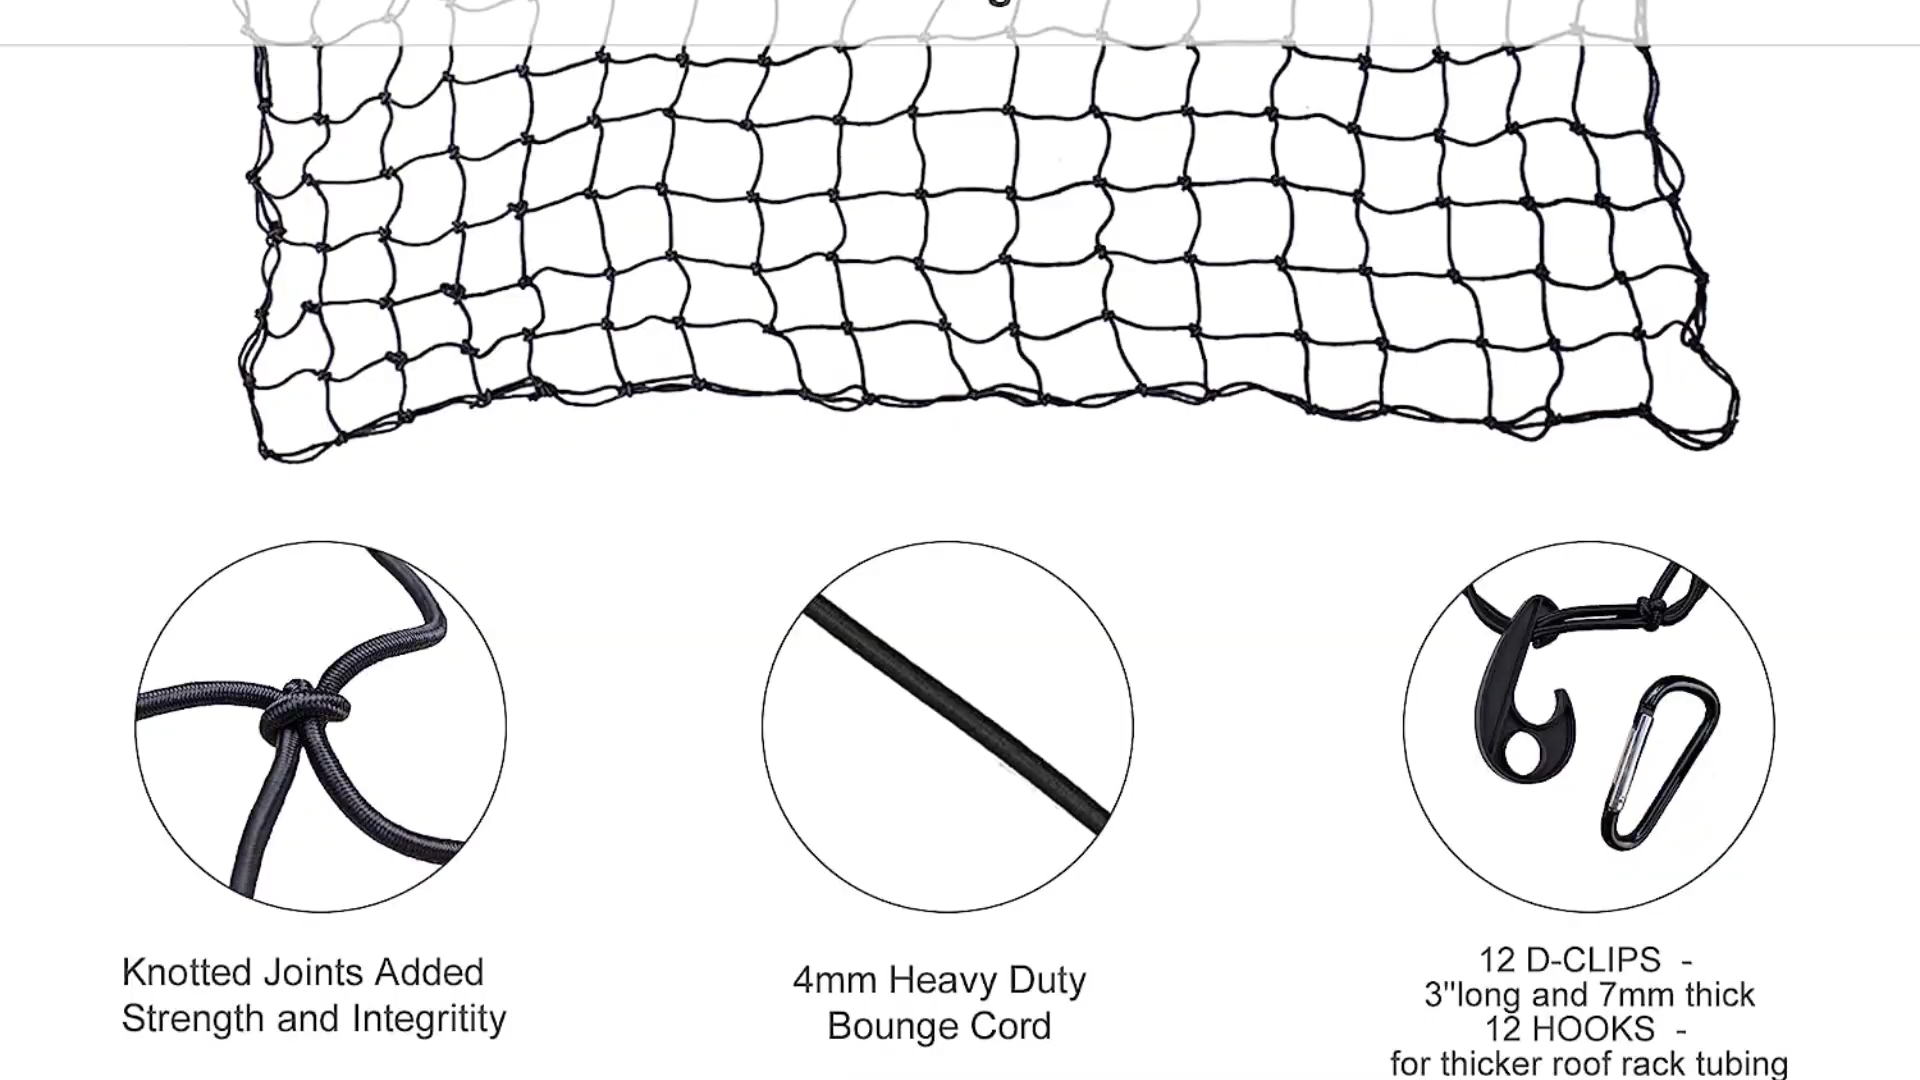 Knotted Joints Added
Strength and Integritity
4mm Heavy Duty
Bounge Cord
12 D-CLIPS -
3"long and 7mm thick
12 HOOKS -
for thicker roof rack tubing